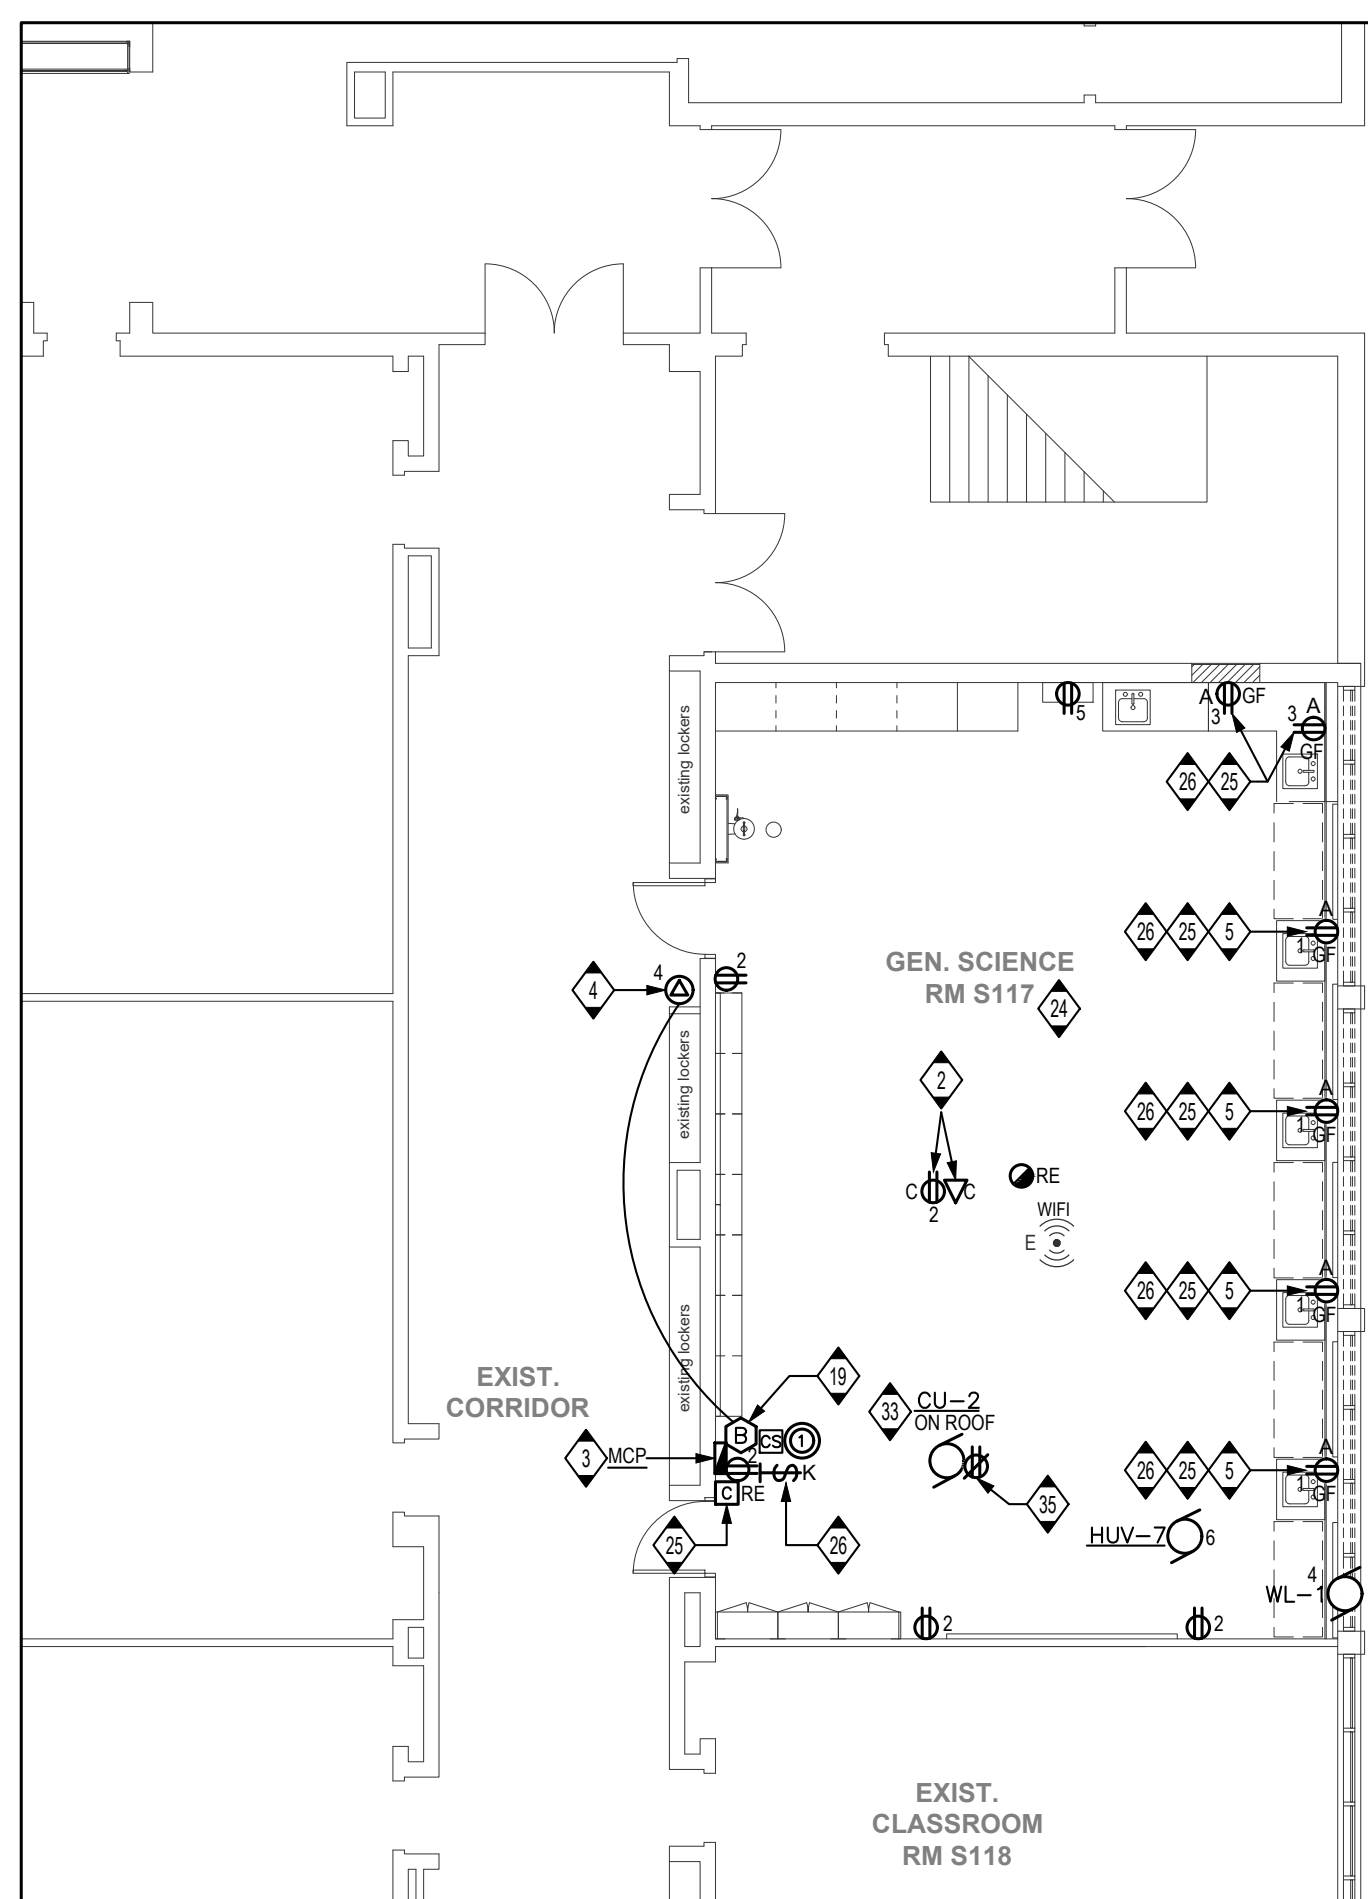 existing lockers
5
A
3
GF
3
A
GF
26
25
A
26
25
5
1
GF
GEN. SCIENCE
RM S117
24
4
4
2
existing lockers
2
A
26
25
5
1
GF
C
C
2
RE
WIFI
E
A
26
25
5
1
GF
existing lockers
EXIST.
CORRIDOR
19
33
CU-2
ON ROOF
B
CS
1
3
MCP
2
S
K
C
RE
A
26
25
5
1
GF
35
25
26
HUV-7
6
4
WL-1
2
2
EXIST.
CLASSROOM
RM S118